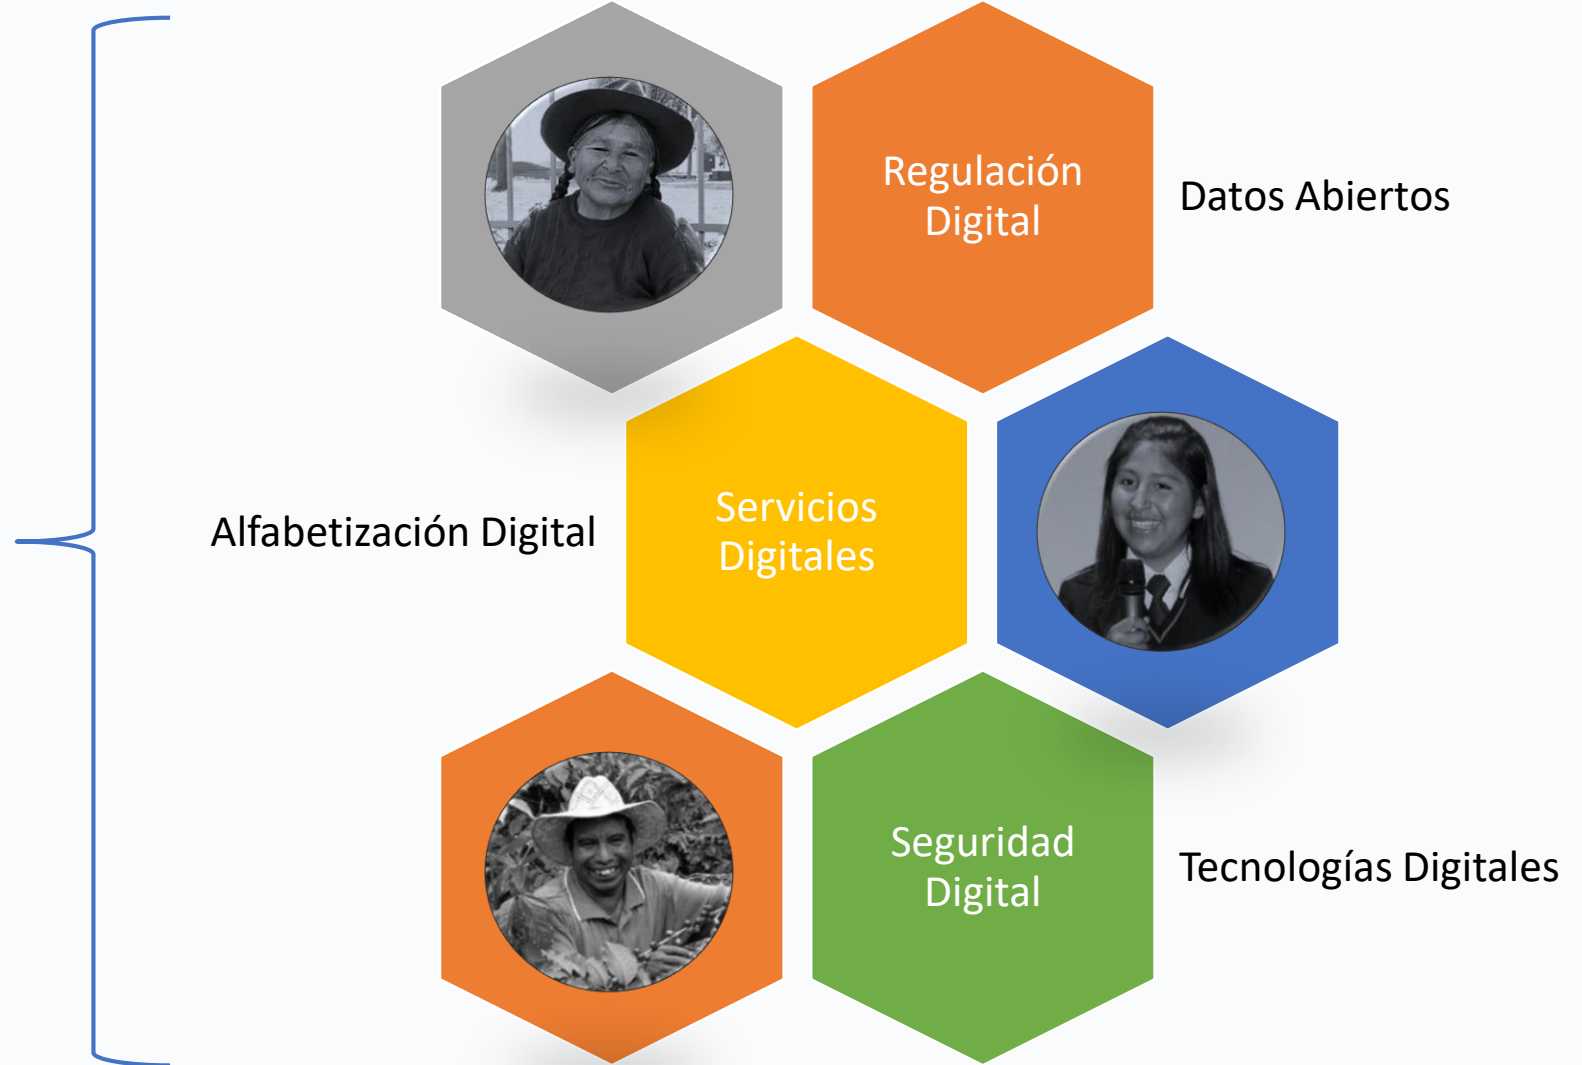 Regulación
Digital
Datos Abiertos
Alfabetización Digital
Servicios
Digitales
Seguridad
Digital
Tecnologías Digitales